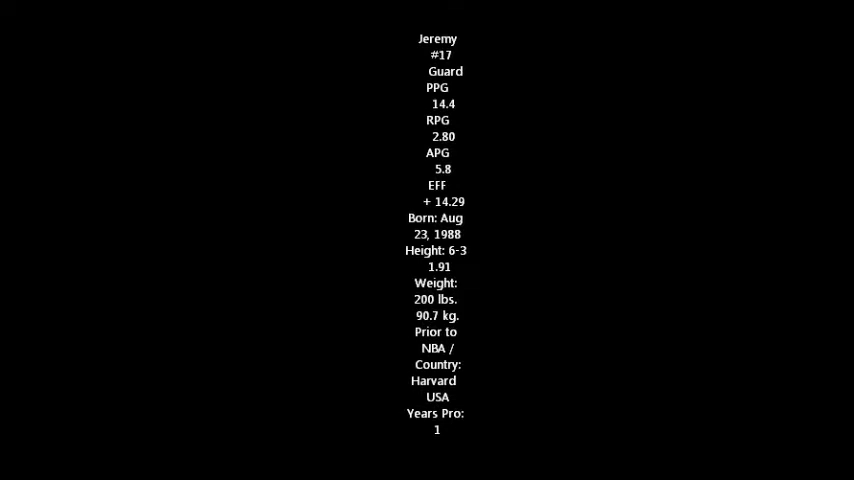 Jeremy
#17
Guard
PPG
14.4
RPG
2.80
APG
5.8
EFF
+ 14.29
Born: Aug
23, 1988
Height: 6-3
1.91
Weight:
200 lbs.
90.7 kg.
Prior to
NBA /
Country:
Harvard
USA
Years Pro:
1